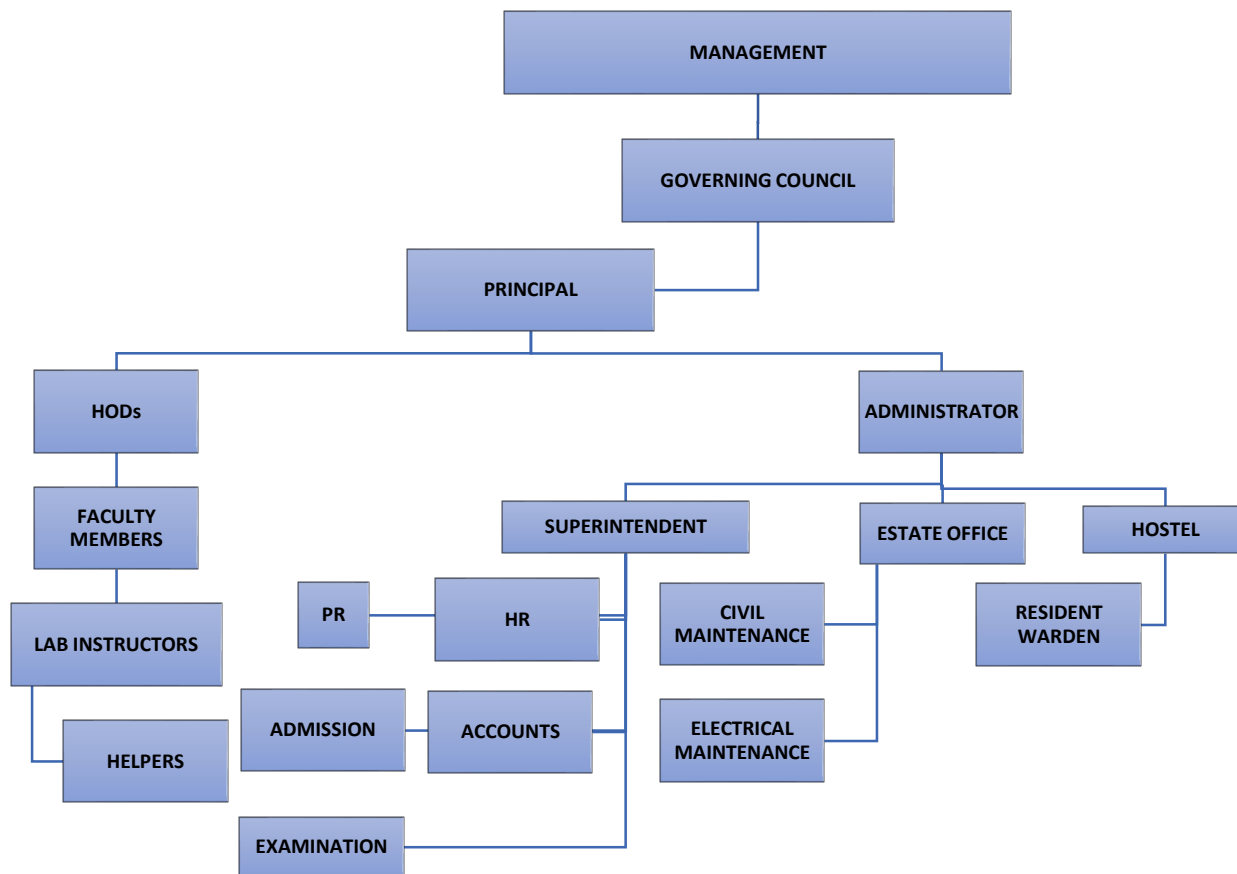 MANAGEMENT
GOVERNING COUNCIL
PRINCIPAL
HODs
ADMINISTRATOR
FACULTY
MEMBERS
SUPERINTENDENT
ESTATE OFFICE
HOSTEL
PR
HR
CIVIL
MAINTENANCE
RESIDENT
WARDEN
LAB INSTRUCTORS
ADMISSION
ACCOUNTS
ELECTRICAL
MAINTENANCE
HELPERS
EXAMINATION